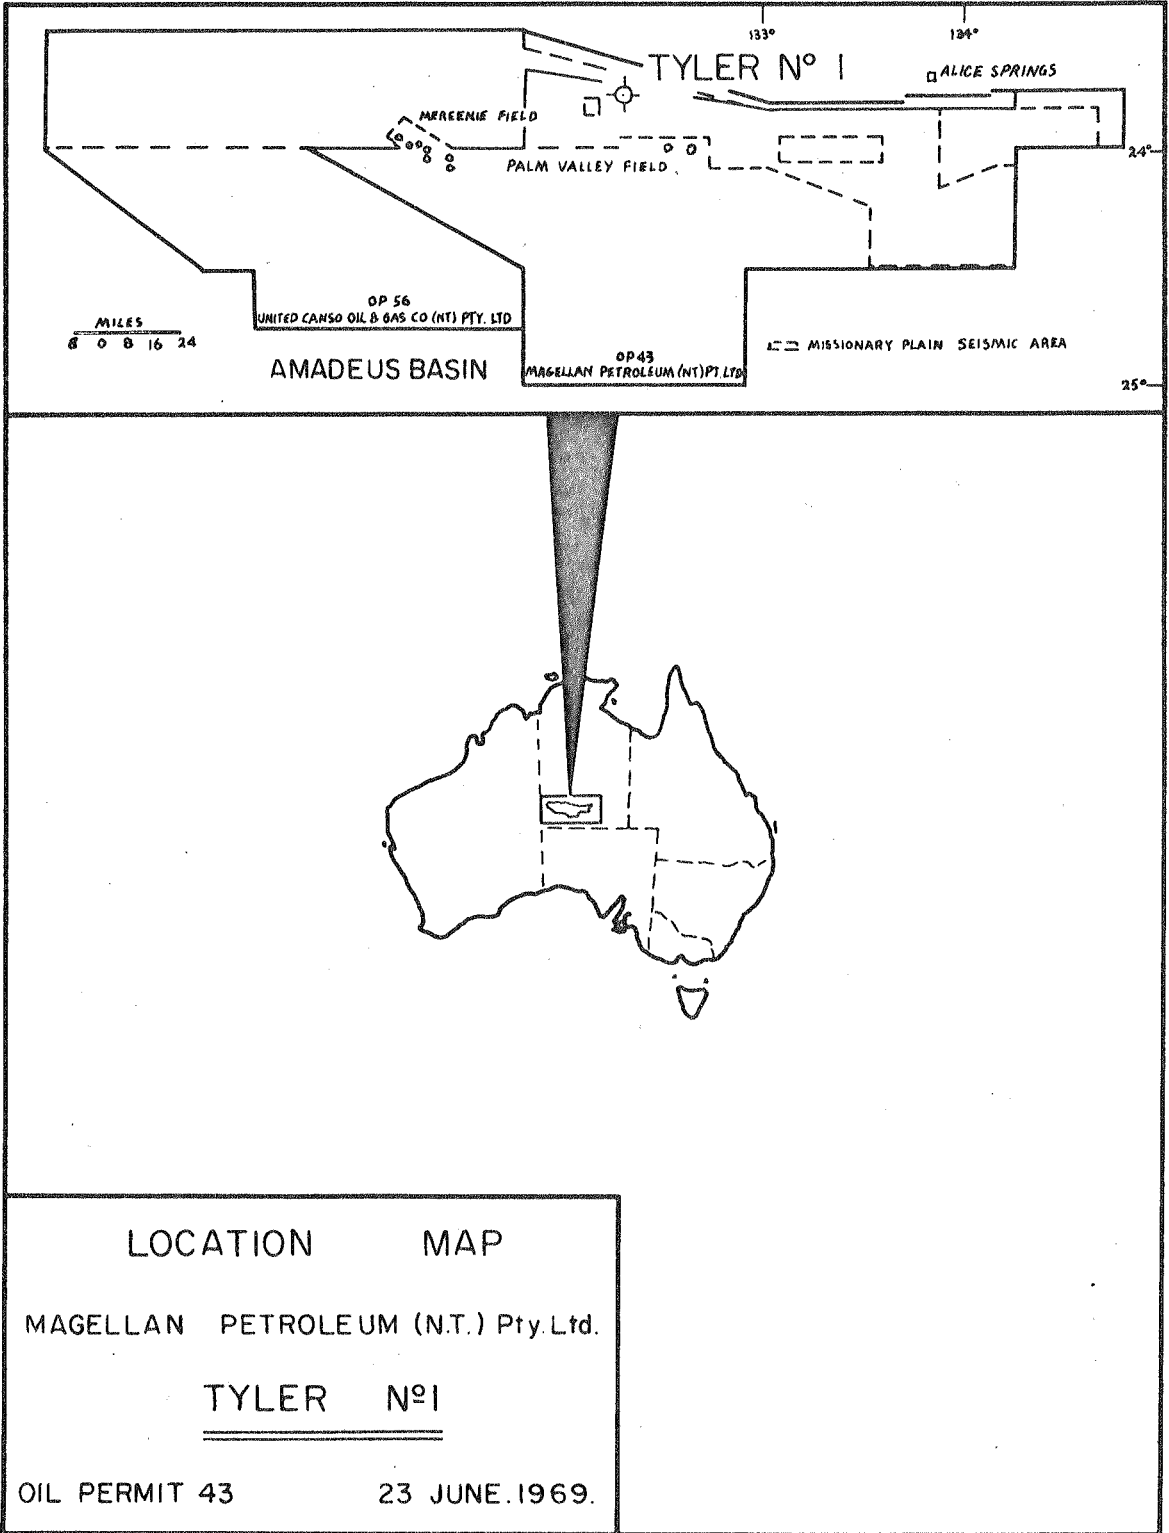 133°
134°
TYLER Nº 1
ALICE SPRINGS
MEREENIE FIELD
24°
PALM VALLEY FIELD
OP 56
UNITED CANSO OIL & GAS CO (NT) PTY. LTD
MILES
8 0 8 16 24
AMADEUS BASIN
OP43
MAGELLAN PETROLEUM (NT) PT. LTD
MISSIONARY PLAIN SEISMIC AREA
25°
LOCATION MAP
MAGELLAN PETROLEUM (N.T.) Pty. Ltd.
TYLER Nº1
OIL PERMIT 43 23 JUNE.1969.